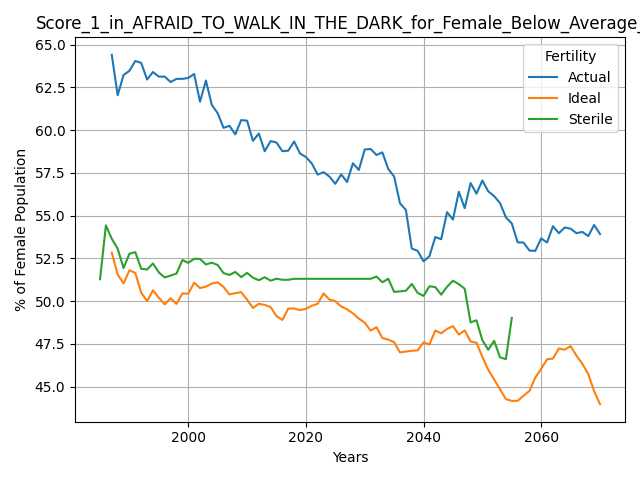 Score_1_in_AFRAID_TO_WALK_IN_THE_DARK_for_Female_Below_Average_
65.0
62.5
60.0
57.5
55.0
52.5
50.0
47.5
45.0
% of Female Population
Fertility
Actual
Ideal
Sterile
2000
2020
2040
2060
Years